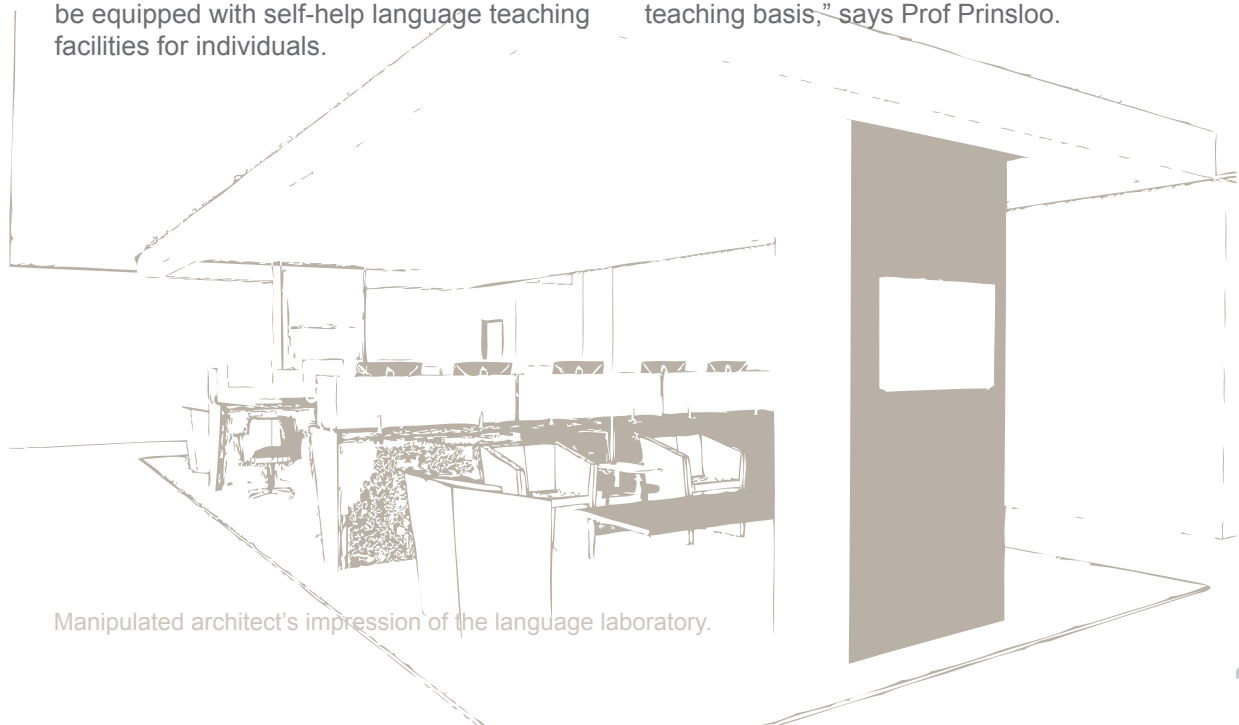 be equipped with self-help language teaching
facilities for individuals.
teaching basis,” says Prof Prinsloo.
Manipulated architect’s impression of the language laboratory.